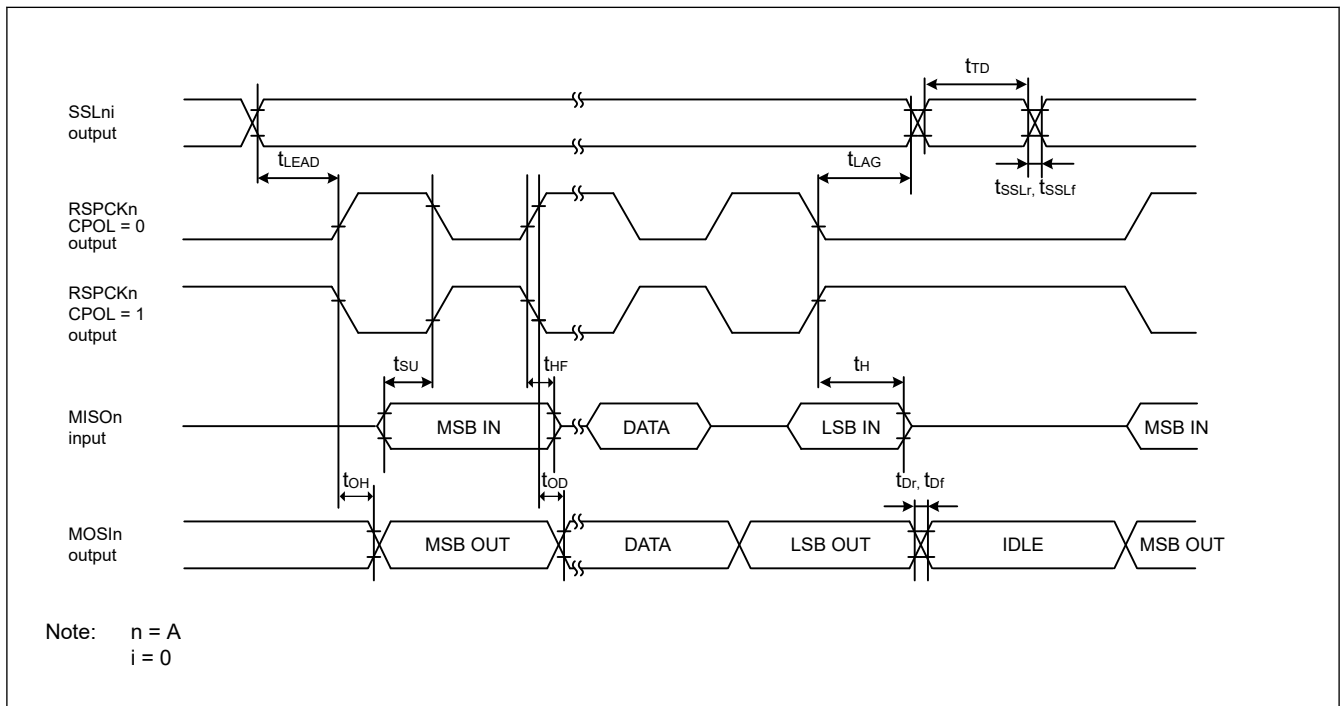 tTD
SSLni
output
tLEAD
tLAG
tSSLr, tSSLf
RSPCKn
CPOL = 0
output
RSPCKn
CPOL = 1
output
tSU
tHF
tH
MISOn
input
MSB IN
DATA
LSB IN
MSB IN
tOH
tOD
tDr, tDf
MOSIn
output
MSB OUT
DATA
LSB OUT
IDLE
MSB OUT
Note: n = A
i = 0